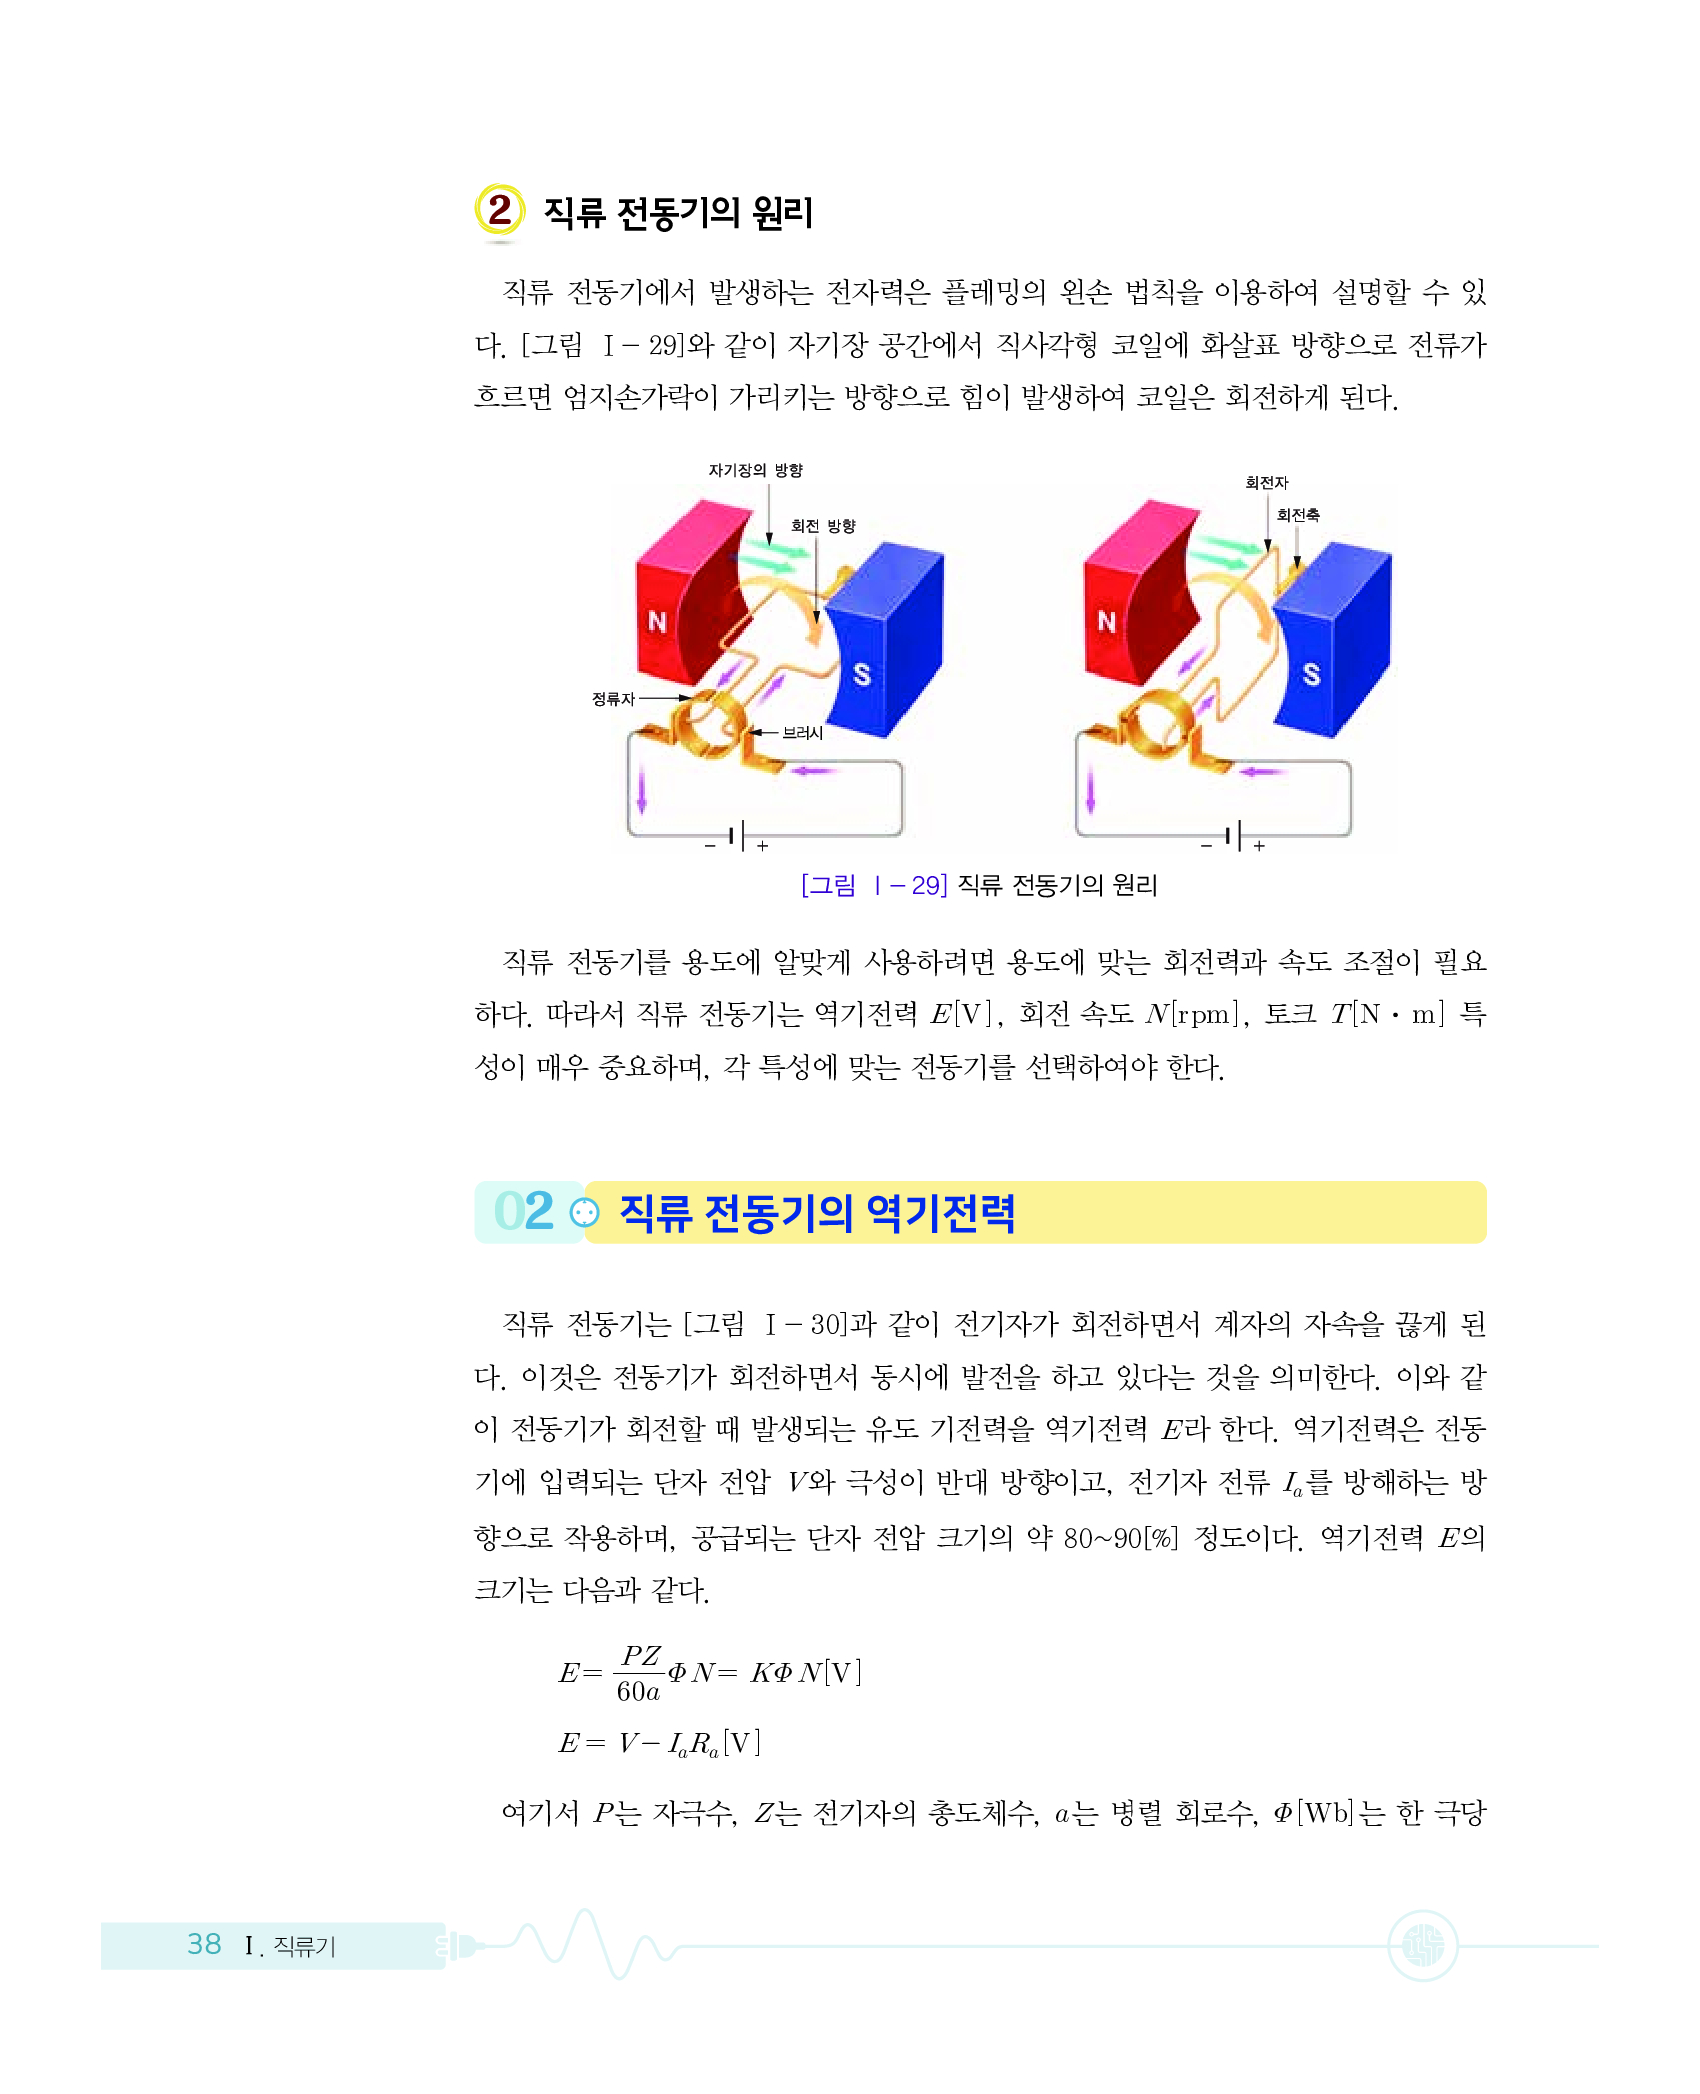 2 직류 전동기의 원리
직류 전동기에서 발생하는 전자력은 플레밍의 왼손 법칙을 이용하여 설명할 수 있
다. [그림 Ⅰ-29]와 같이 자기장 공간에서 직사각형 코일에 화살표 방향으로 전류가
흐르면 엄지손가락이 가리키는 방향으로 힘이 발생하여 코일은 회전하게 된다.
자기장의 방향
회전 방향
N
S
정류자
브러시
- +
회전자
회전축
N
S
- +
[그림 Ⅰ-29] 직류 전동기의 원리
직류 전동기를 용도에 알맞게 사용하려면 용도에 맞는 회전력과 속도 조절이 필요
하다. 따라서 직류 전동기는 역기전력 E[V], 회전 속도 N[rpm], 토크 T[N·m] 특
성이 매우 중요하며, 각 특성에 맞는 전동기를 선택하여야 한다.
02 직류 전동기의 역기전력
직류 전동기는 [그림 Ⅰ-30]과 같이 전기자가 회전하면서 계자의 자속을 끊게 된
다. 이것은 전동기가 회전하면서 동시에 발전을 하고 있다는 것을 의미한다. 이와 같
이 전동기가 회전할 때 발생되는 유도 기전력을 역기전력 E라 한다. 역기전력은 전동
기에 입력되는 단자 전압 V와 극성이 반대 방향이고, 전기자 전류 Iₐ를 방해하는 방
향으로 작용하며, 공급되는 단자 전압 크기의 약 80~90[%] 정도이다. 역기전력 E의
크기는 다음과 같다.
E= PZ/60a ΦN= KΦN[V]
E= V-IₐRₐ[V]
여기서 P는 자극수, Z는 전기자의 총도체수, a는 병렬 회로수, Φ[Wb]는 한 극당
38 Ⅰ. 직류기